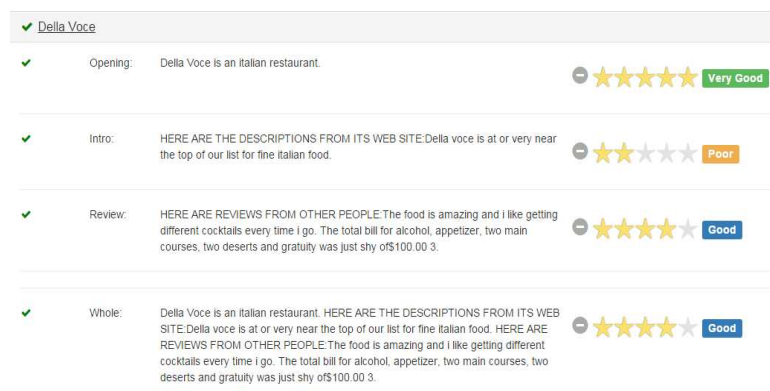 Della Voce
Opening: Della Voce is an italian restaurant. Very Good
Intro: HERE ARE THE DESCRIPTIONS FROM ITS WEB SITE:Della voce is at or very near
the top of our list for fine italian food.
Poor
Review: HERE ARE REVIEWS FROM OTHER PEOPLE:The food is amazing and i like getting
different cocktails every time i go. The total bill for alcohol, appetizer, two main
courses, two deserts and gratuity was just shy of$100.00 3.
Good
Whole: Della Voce is an italian restaurant. HERE ARE THE DESCRIPTIONS FROM ITS WEB
SITE:Della voce is at or very near the top of our list for fine italian food. HERE ARE
REVIEWS FROM OTHER PEOPLE:The food is amazing and i like getting different
cocktails every time i go. The total bill for alcohol, appetizer, two main courses, two
deserts and gratuity was just shy of$100.00 3.
Good